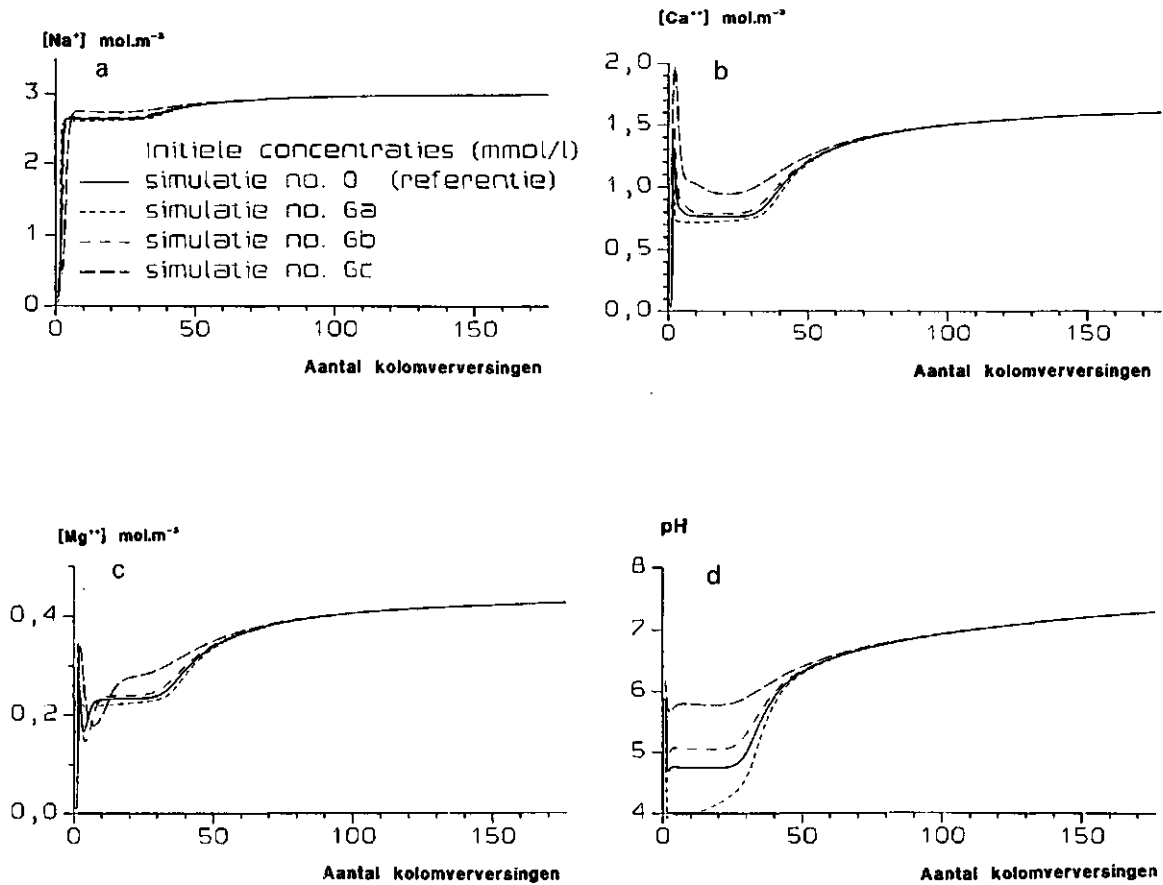 [Na⁺] mol.m⁻³
a
3
2
1
0
Initiele concentraties (mmol/l)
simulatie no. 0 (referentie)
simulatie no. 6a
simulatie no. 6b
simulatie no. 6c
0 50 100 150
Aantal kolomverversingen
[Ca⁺⁺] mol.m⁻³
b
2,0
1,5
1,0
0,5
0,0
0 50 100 150
Aantal kolomverversingen
[Mg⁺⁺] mol.m⁻³
c
0,4
0,2
0,0
0 50 100 150
Aantal kolomverversingen
pH
d
8
7
6
5
4
0 50 100 150
Aantal kolomverversingen